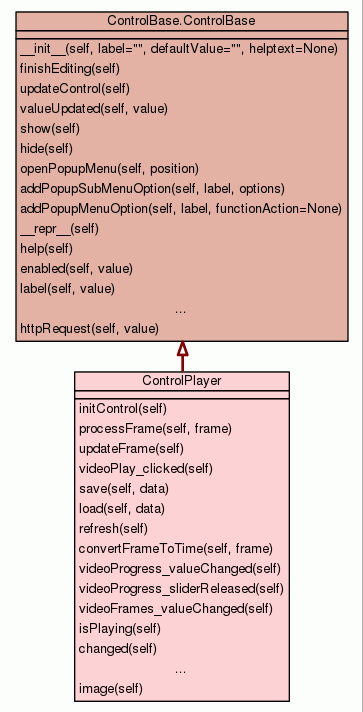 ControlBase.ControlBase
__init__(self, label="", defaultValue="", helptext=None)
finishEditing(self)
updateControl(self)
valueUpdated(self, value)
show(self)
hide(self)
openPopupMenu(self, position)
addPopupSubMenuOption(self, label, options)
addPopupMenuOption(self, label, functionAction=None)
__repr__(self)
help(self)
enabled(self, value)
label(self, value)
...
httpRequest(self, value)
ControlPlayer
initControl(self)
processFrame(self, frame)
updateFrame(self)
videoPlay_clicked(self)
save(self, data)
load(self, data)
refresh(self)
convertFrameToTime(self, frame)
videoProgress_valueChanged(self)
videoProgress_sliderReleased(self)
videoFrames_valueChanged(self)
isPlaying(self)
changed(self)
...
image(self)